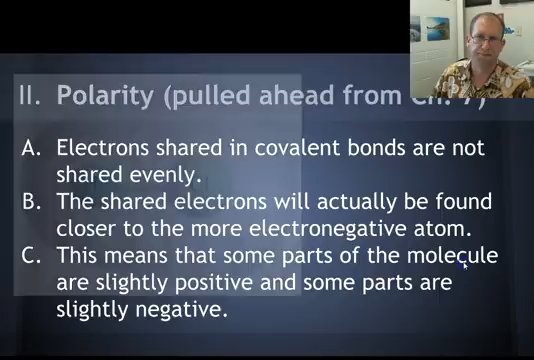 II. Polarity (pulled ahead from Ch. 7)
A. Electrons shared in covalent bonds are not
shared evenly.
B. The shared electrons will actually be found
closer to the more electronegative atom.
C. This means that some parts of the molecule
are slightly positive and some parts are
slightly negative.